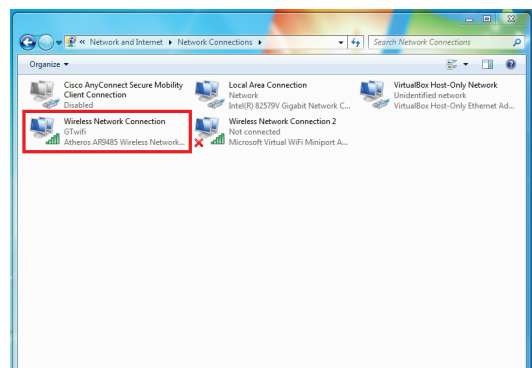 « Network and Internet ▸ Network Connections ▸
Search Network Connections
Organize ▾
Cisco AnyConnect Secure Mobility
Client Connection
Disabled
Local Area Connection
Network
Intel(R) 82579V Gigabit Network C...
VirtualBox Host-Only Network
Unidentified network
VirtualBox Host-Only Ethernet Ad...
Wireless Network Connection
GTwifi
Atheros AR9485 Wireless Network...
Wireless Network Connection 2
Not connected
Microsoft Virtual WiFi Miniport A...